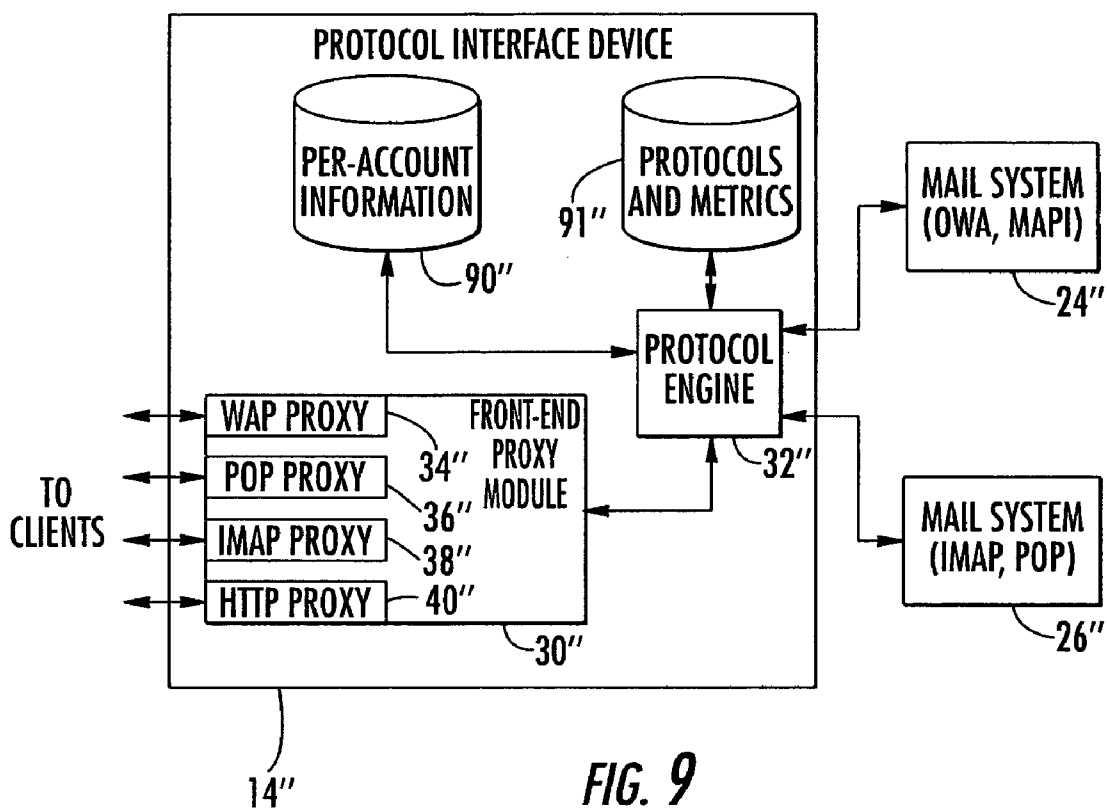 PROTOCOL INTERFACE DEVICE
PER-ACCOUNT
INFORMATION
90"
PROTOCOLS
AND METRICS
91"
MAIL SYSTEM
(OWA, MAPI)
24"
PROTOCOL
ENGINE
32"
WAP PROXY
34"
POP PROXY
36"
IMAP PROXY
38"
HTTP PROXY
40"
FRONT-END
PROXY
MODULE
30"
TO
CLIENTS
MAIL SYSTEM
(IMAP, POP)
26"
14"
FIG. 9